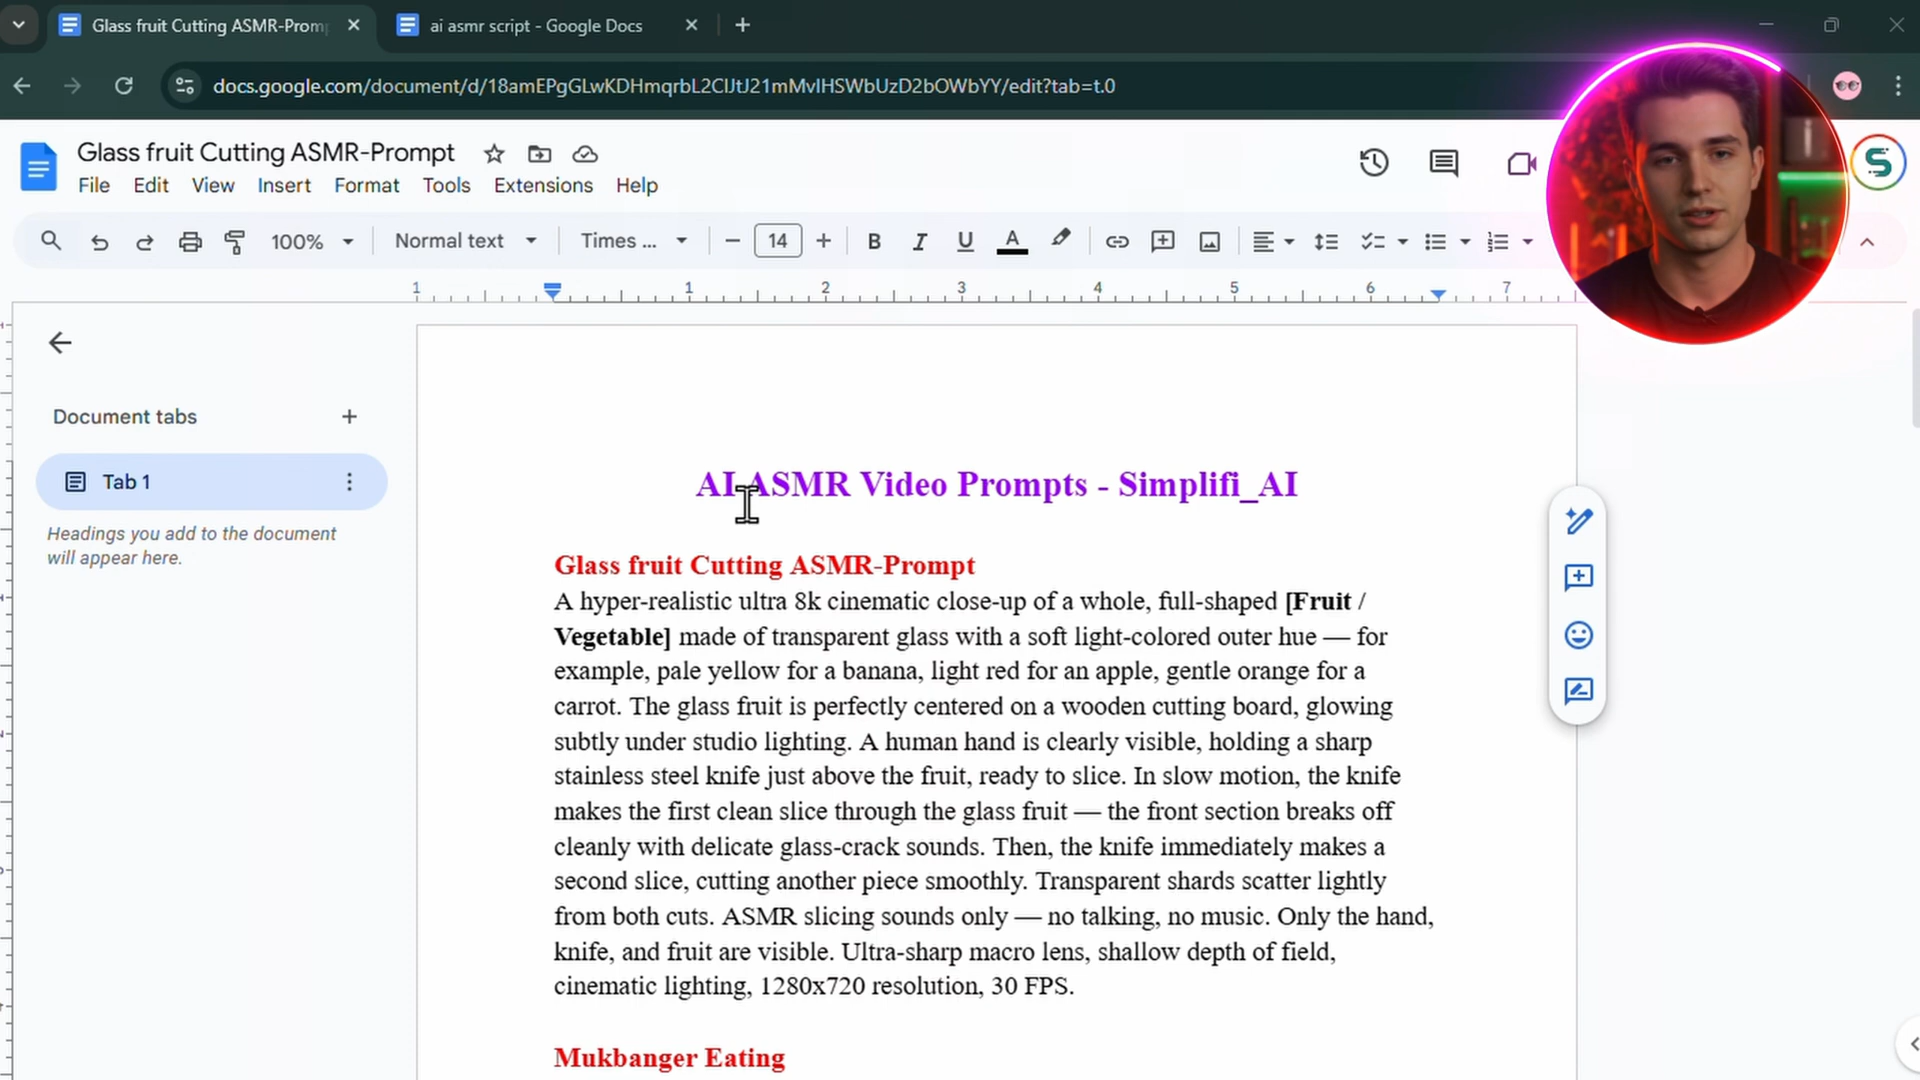 Glass fruit Cutting ASMR-Prom
ai asmr script - Google Docs
docs.google.com/document/d/18amEPgGLwKDHmqrbL2ClJtJ21mMvIHSWbUzD2bOWbYY/edit?tab=t.0
Glass fruit Cutting ASMR-Prompt
File Edit View Insert Format Tools Extensions Help
100% Normal text Times ... 14 B I U A
1 1 2 3 4 5 6 7
Document tabs
Tab 1
Headings you add to the document
will appear here.
AI ASMR Video Prompts - Simplifi_AI
Glass fruit Cutting ASMR-Prompt
A hyper-realistic ultra 8k cinematic close-up of a whole, full-shaped [Fruit /
Vegetable] made of transparent glass with a soft light-colored outer hue — for
example, pale yellow for a banana, light red for an apple, gentle orange for a
carrot. The glass fruit is perfectly centered on a wooden cutting board, glowing
subtly under studio lighting. A human hand is clearly visible, holding a sharp
stainless steel knife just above the fruit, ready to slice. In slow motion, the knife
makes the first clean slice through the glass fruit — the front section breaks off
cleanly with delicate glass-crack sounds. Then, the knife immediately makes a
second slice, cutting another piece smoothly. Transparent shards scatter lightly
from both cuts. ASMR slicing sounds only — no talking, no music. Only the hand,
knife, and fruit are visible. Ultra-sharp macro lens, shallow depth of field,
cinematic lighting, 1280x720 resolution, 30 FPS.
Mukbanger Eating